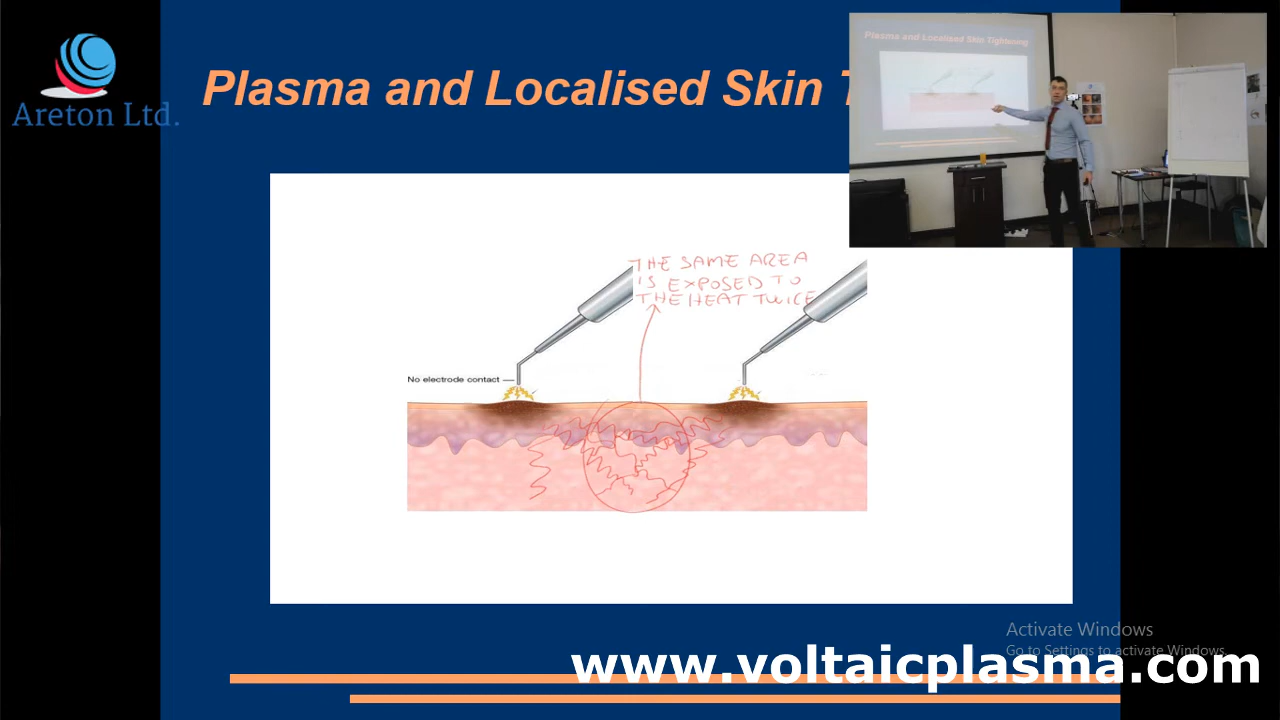 Areton Ltd.
Plasma and Localised Skin T
Plasma and Localised Skin Tightening
THE SAME AREA
IS EXPOSED TO
THE HEAT TWICE
No electrode contact
Activate Windows
Go to Settings to activate Windows.
www.voltaicplasma.com